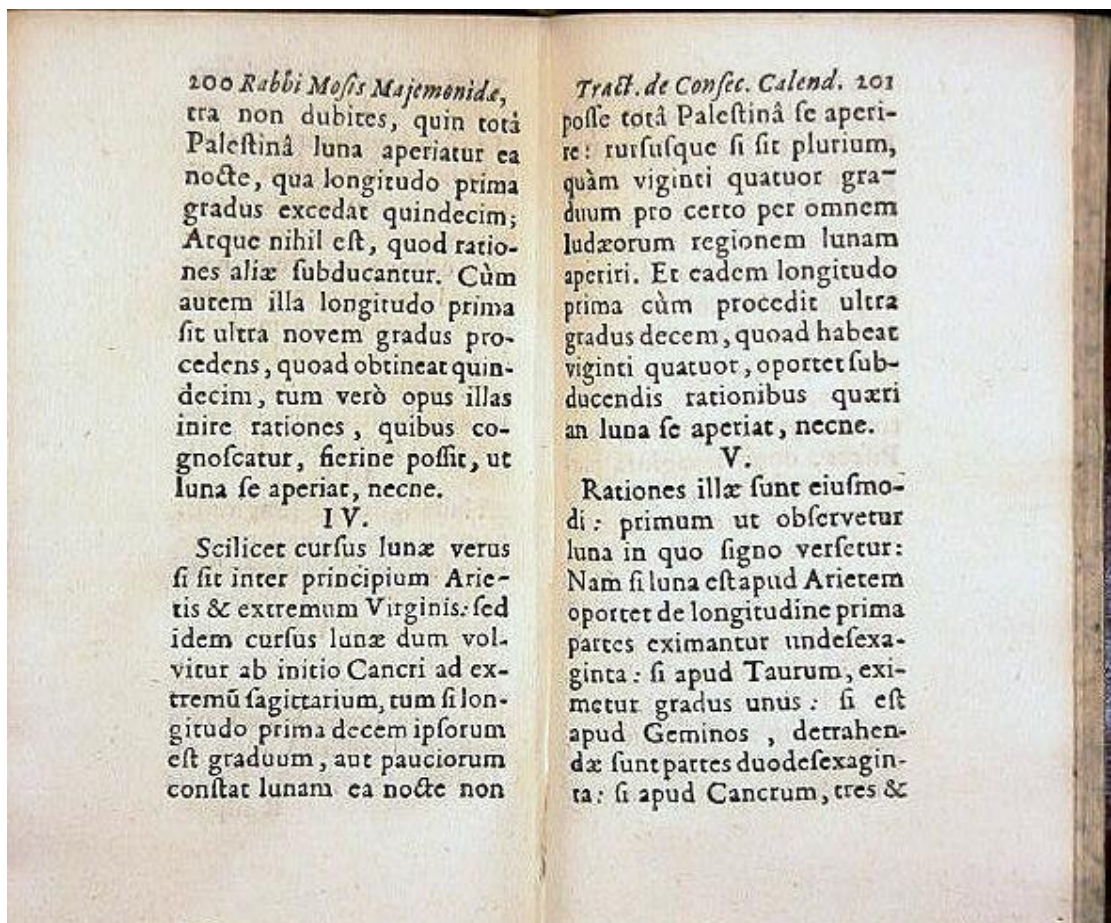 200 Rabbi Moſis Majemonidæ,
tra non dubites, quin totâ
Paleſtinâ luna aperiatur ea
nocte, qua longitudo prima
gradus excedat quindecim;
Atque nihil eſt, quod ratio-
nes aliæ ſubducantur. Cùm
autem illa longitudo prima
ſit ultra novem gradus pro-
cedens, quoad obtineat quin-
decim, tum verò opus illas
inire rationes, quibus co-
gnoſcatur, fierine poſſit, ut
luna ſe aperiat, necne.
IV.
Scilicet curſus lunæ verus
ſi ſit inter principium Arie-
tis & extremum Virginis: ſed
idem curſus lunæ dum vol-
vitur ab initio Cancri ad ex-
tremũ ſagittarium, tum ſi lon-
gitudo prima decem ipſorum
eſt graduum, aut pauciorum
conſtat lunam ea nocte non
Tract. de Conſec. Calend. 201
poſſe totâ Paleſtinâ ſe aperi-
re: rurſuſque ſi ſit plurium,
quàm viginti quatuor gra-
duum pro certo per omnem
Iudæorum regionem lunam
aperiri. Et eadem longitudo
prima cùm procedit ultra
gradus decem, quoad habeat
viginti quatuor, oportet ſub-
ducendis rationibus quæri
an luna ſe aperiat, necne.
V.
Rationes illæ ſunt eiuſmo-
di: primum ut obſervetur
luna in quo ſigno verſetur:
Nam ſi luna eſt apud Arietem
oportet de longitudine prima
partes eximantur undeſexa-
ginta: ſi apud Taurum, exi-
metur gradus unus: ſi eſt
apud Geminos, detrahen-
dæ ſunt partes duodeſexagin-
ta: ſi apud Cancrum, tres &